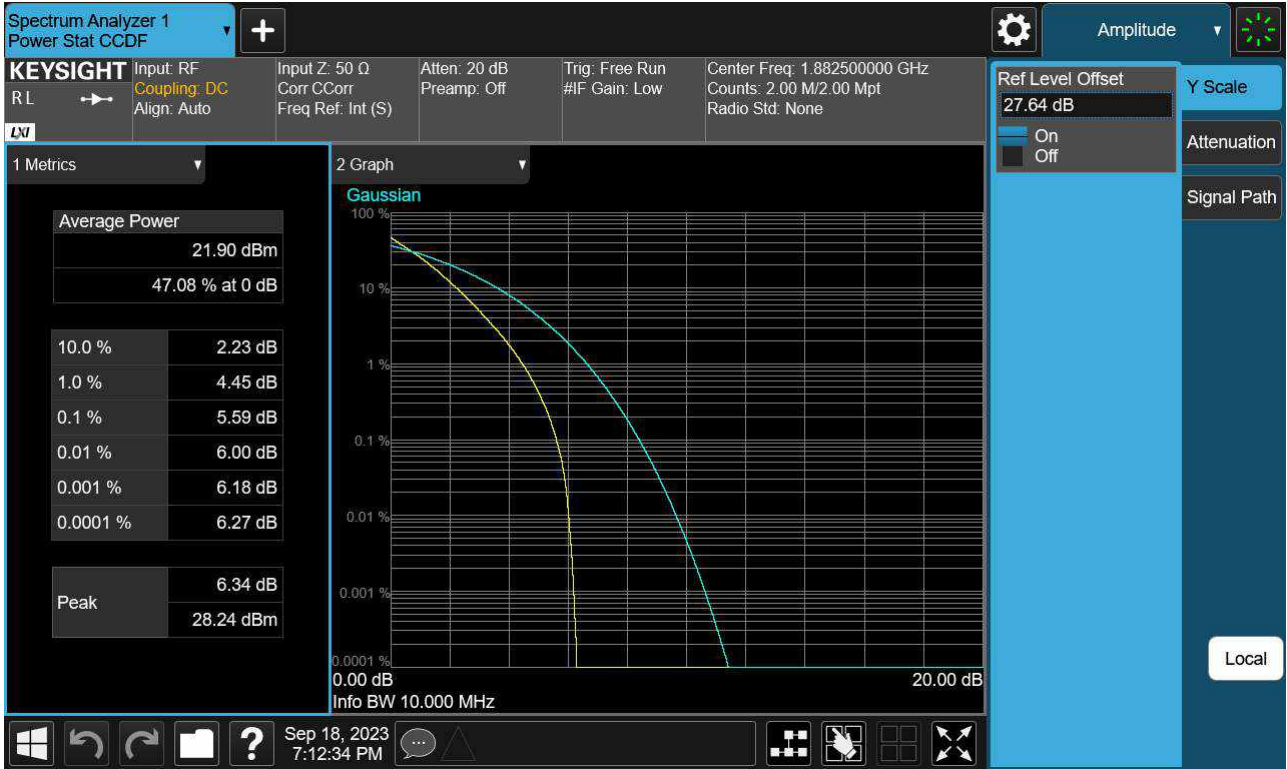 Spectrum Analyzer 1
Power Stat CCDF
Amplitude
KEYSIGHT
R L
LXI
Input: RF
Coupling: DC
Align: Auto
Input Z: 50 Ω
Corr CCorr
Freq Ref: Int (S)
Atten: 20 dB
Preamp: Off
Trig: Free Run
#IF Gain: Low
Center Freq: 1.882500000 GHz
Counts: 2.00 M/2.00 Mpt
Radio Std: None
Ref Level Offset
27.64 dB
On
Off
Y Scale
Attenuation
Signal Path
Local
1 Metrics
Average Power
21.90 dBm
47.08 % at 0 dB
10.0 % 2.23 dB
1.0 % 4.45 dB
0.1 % 5.59 dB
0.01 % 6.00 dB
0.001 % 6.18 dB
0.0001 % 6.27 dB
Peak
6.34 dB
28.24 dBm
2 Graph
Gaussian
100 %
10 %
1 %
0.1 %
0.01 %
0.001 %
0.0001 %
0.00 dB 20.00 dB
Info BW 10.000 MHz
?
Sep 18, 2023
7:12:34 PM